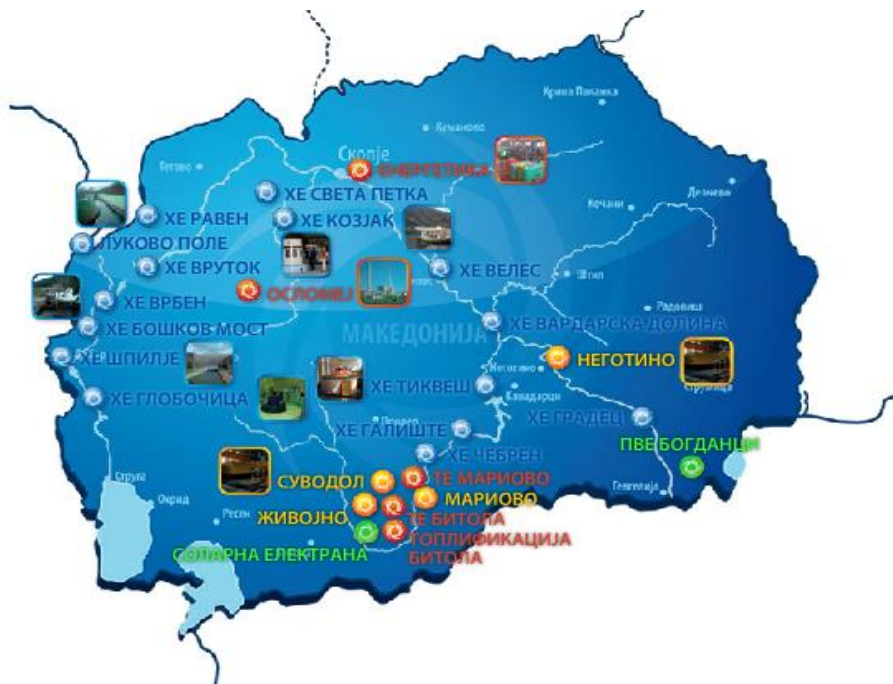 Крива Паланка
Куманово
Скопје
Тетово
ЕНЕРГЕТИКА
Делчево
ХЕ СВЕТА ПЕТКА
Кочани
ХЕ РАВЕН
ХЕ КОЗЈАК
ЛУКОВО ПОЛЕ
ХЕ ВРУТОК
ХЕ ВЕЛЕС
Штип
ОСЛОМЕЈ
ХЕ ВРБЕН
Радовиш
ХЕ БОШКОВ МОСТ
МАКЕДОНИЈА
ХЕ ВАРДАРСКА ДОЛИНА
ХЕ ШПИЛЈЕ
НЕГОТИНО
Неготино
ХЕ ТИКВЕШ
Струмица
ХЕ ГЛОБОЧИЦА
Кавадарци
ХЕ ГРАДЕЦ
ХЕ ГАЛИШТЕ
ПВЕ БОГДАНЦИ
ХЕ ЧЕБРЕН
Струга
СУВОДОЛ
ТЕ МАРИОВО
Гевгелија
Охрид
МАРИОВО
Ресен
ЖИВОЈНО
ТЕ БИТОЛА
СОЛАРНА ЕЛЕКТРАНА
ТОПЛИФИКАЦИЈА
БИТОЛА